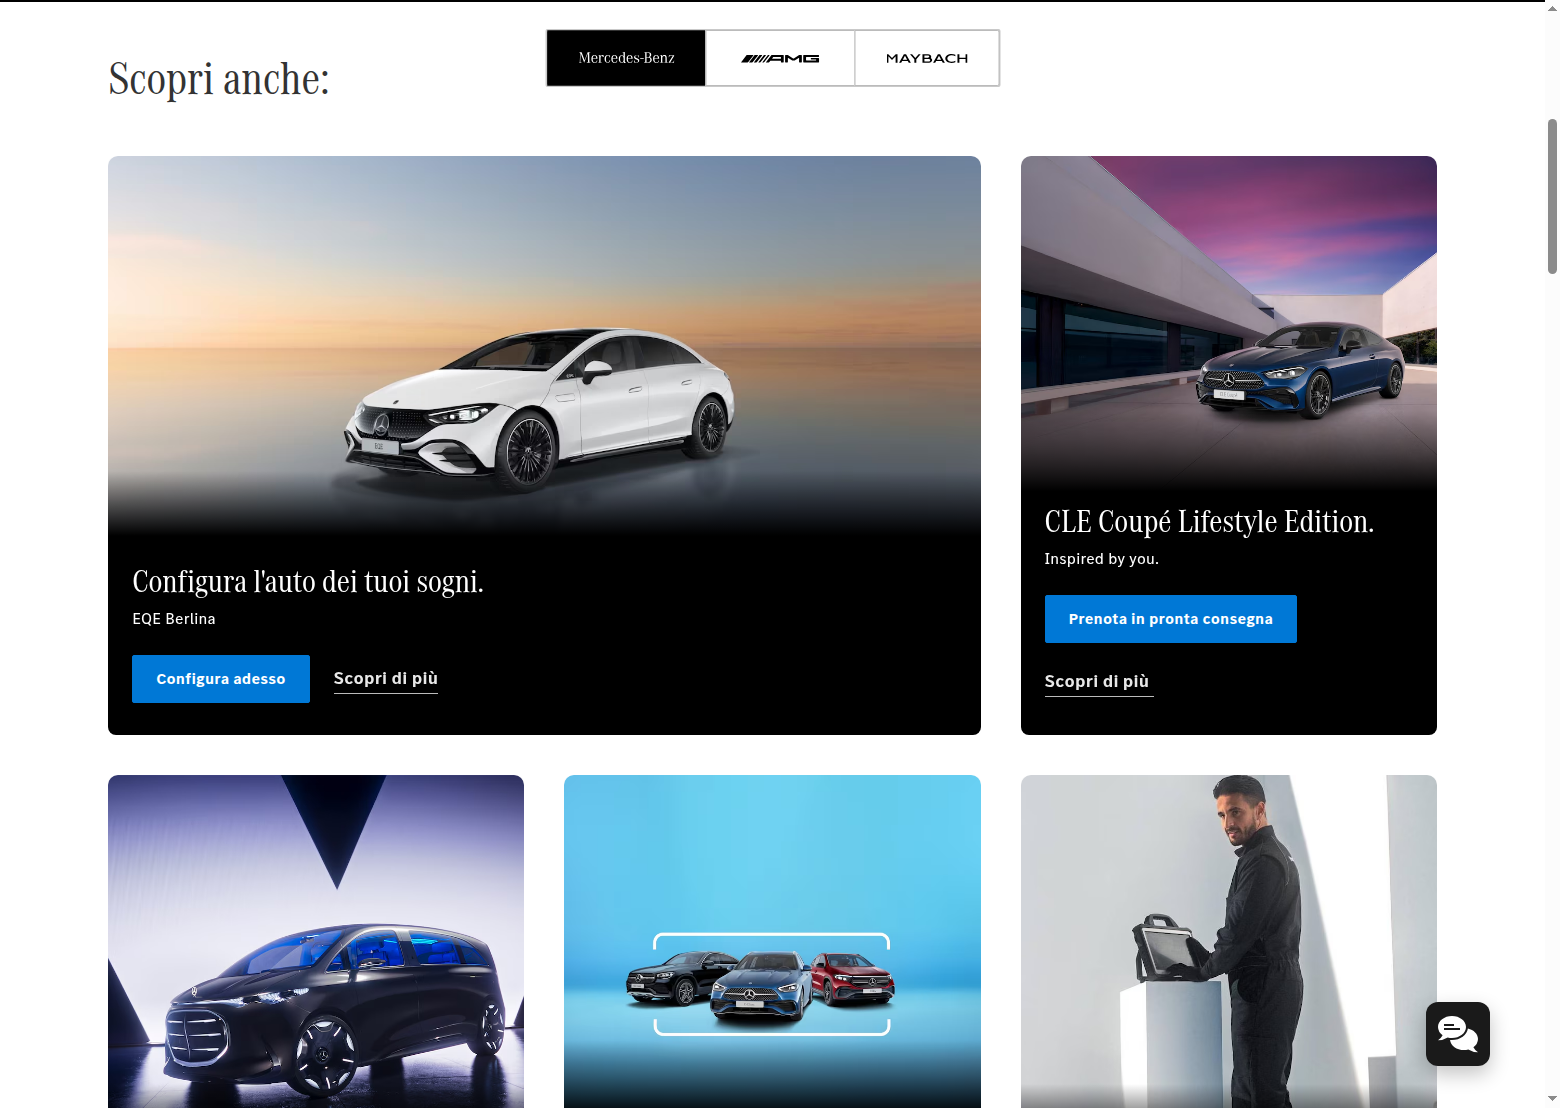 Scopri anche:
Mercedes-Benz
AMG
MAYBACH
EQE
Configura l'auto dei tuoi sogni.
EQE Berlina
Configura adesso
Scopri di più
CLE Coupé Lifestyle Edition.
Inspired by you.
Prenota in pronta consegna
Scopri di più